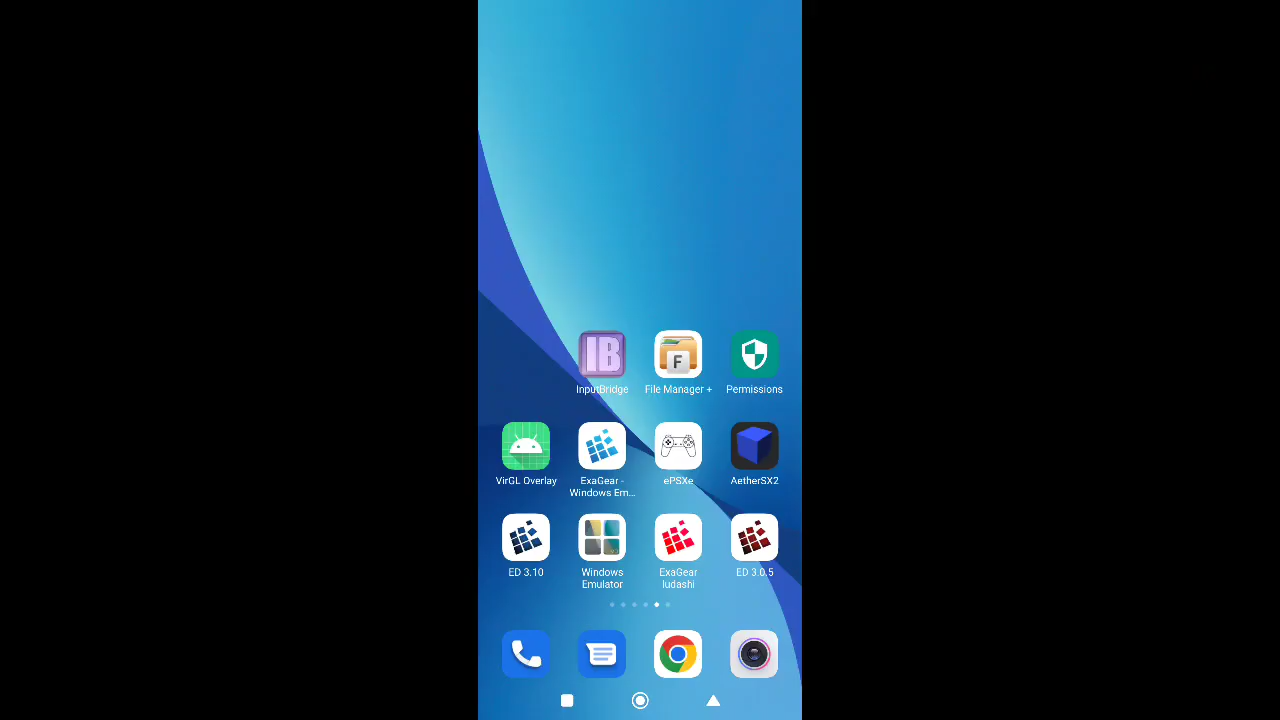 IB
F
InputBridge
File Manager +
Permissions
VirGL Overlay
ExaGear -
Windows Em...
ePSXe
AetherSX2
ED 3.10
Windows
Emulator
ExaGear
ludashi
ED 3.0.5